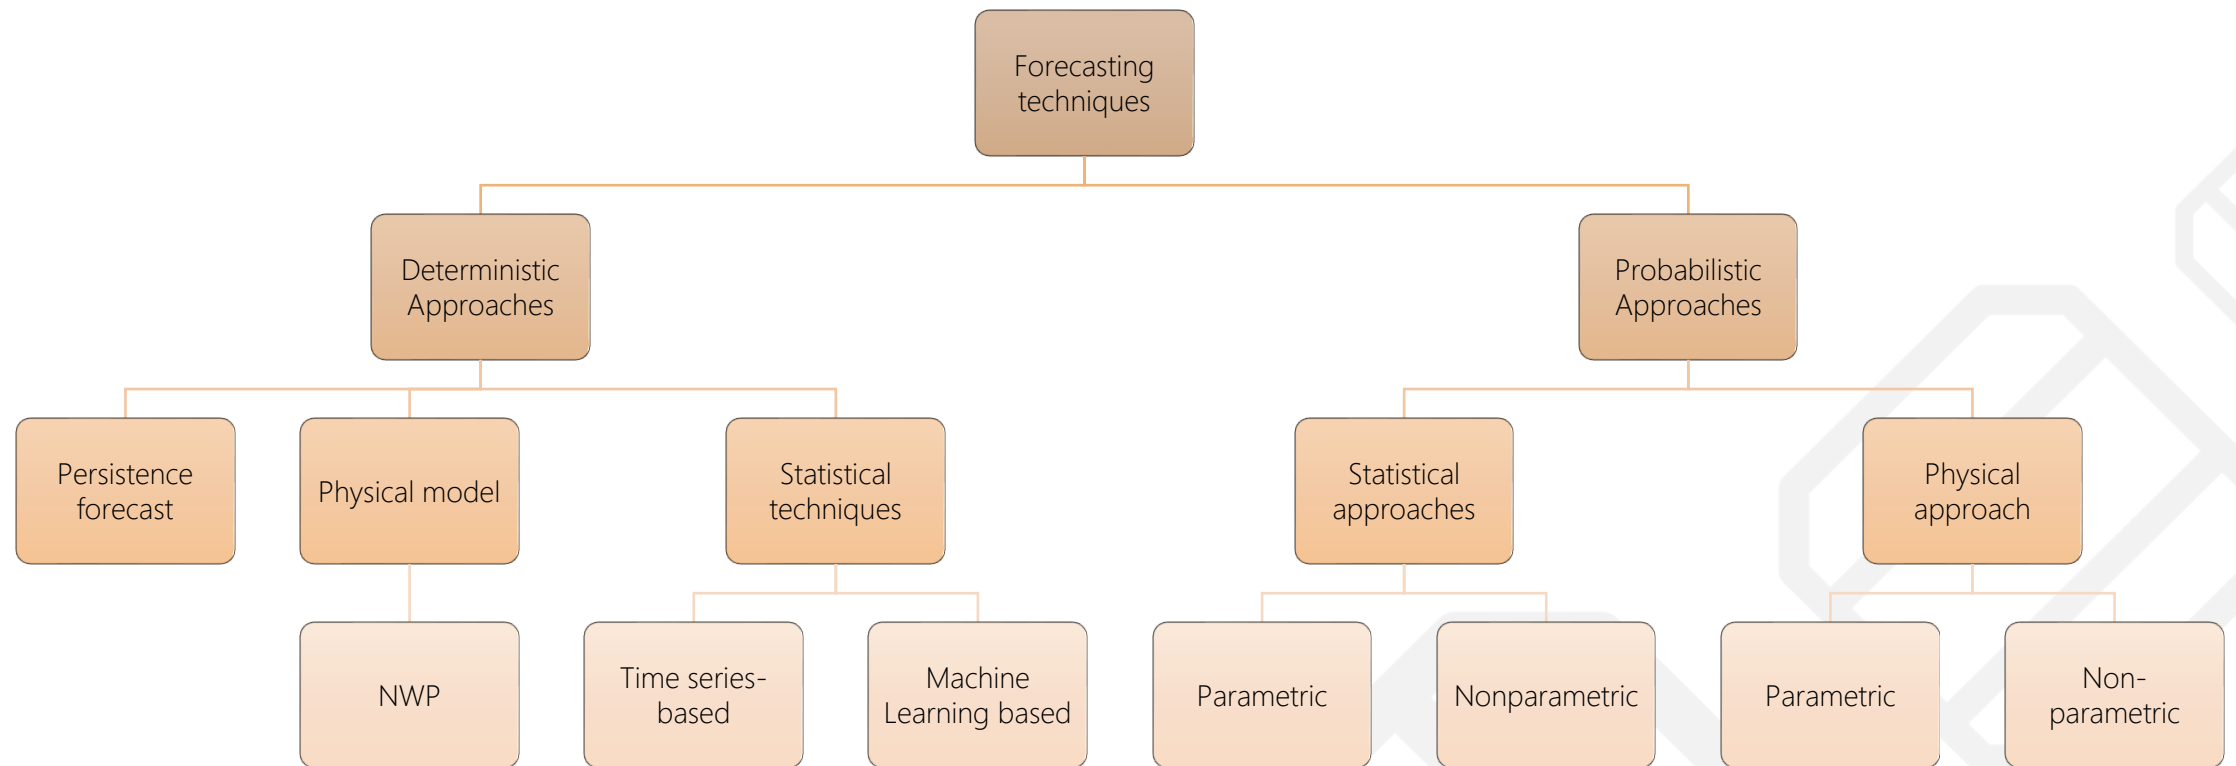 Forecasting
techniques
Deterministic
Approaches
Probabilistic
Approaches
Persistence
forecast
Physical model
Statistical
techniques
Statistical
approaches
Physical
approach
NWP
Time series-
based
Machine
Learning based
Parametric
Nonparametric
Parametric
Non-
parametric